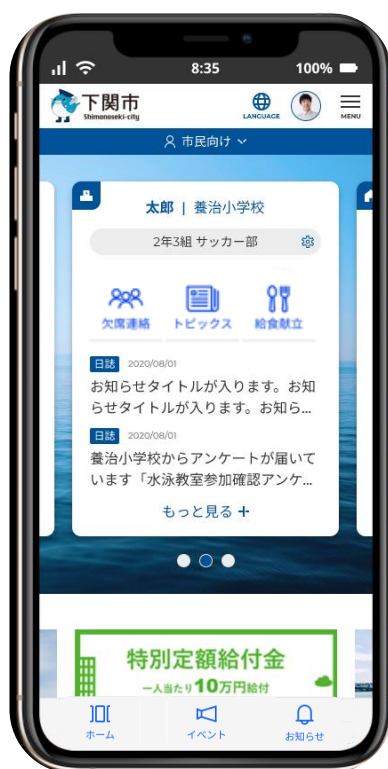 8:35
100%
下関市
Shimonoseki-city
LANGUAGE
MENU
市民向け
太郎 | 養治小学校
2年3組 サッカー部
欠席連絡
トピックス
給食献立
日誌 2020/08/01
お知らせタイトルが入ります。お知
らせタイトルが入ります。お知ら...
日誌 2020/08/01
養治小学校からアンケートが届いて
います「水泳教室参加確認アンケ...
もっと見る +
特別定額給付金
一人当たり10万円給付
ホーム
イベント
お知らせ